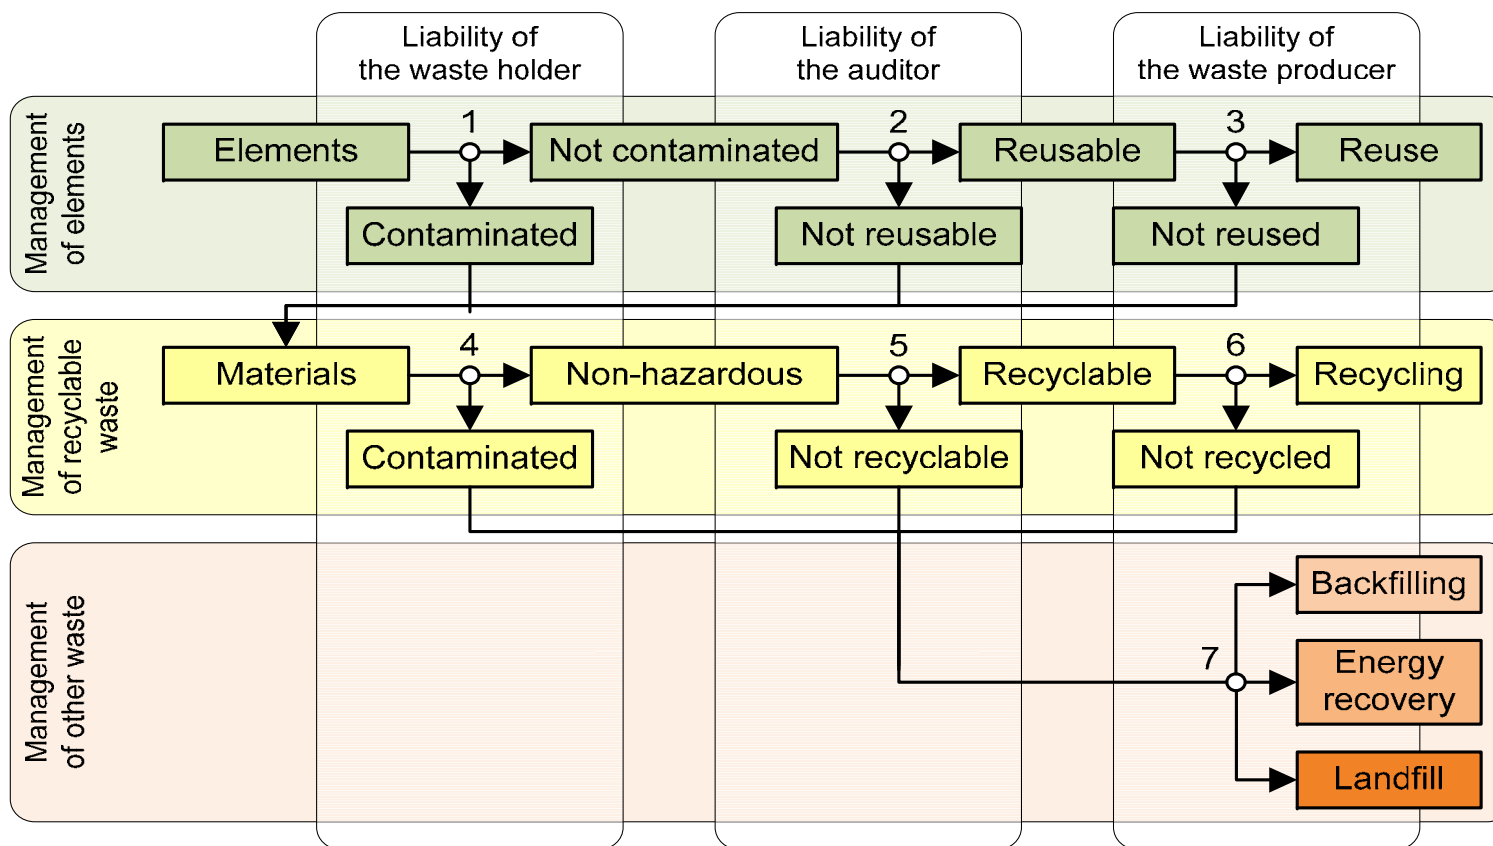 Liability of
the waste holder
Liability of
the auditor
Liability of
the waste producer
Management
of elements
Elements
1
Not contaminated
2
Reusable
3
Reuse
Contaminated
Not reusable
Not reused
Management
of recyclable
waste
Materials
4
Non-hazardous
5
Recyclable
6
Recycling
Contaminated
Not recyclable
Not recycled
Management
of other waste
7
Backfilling
Energy
recovery
Landfill